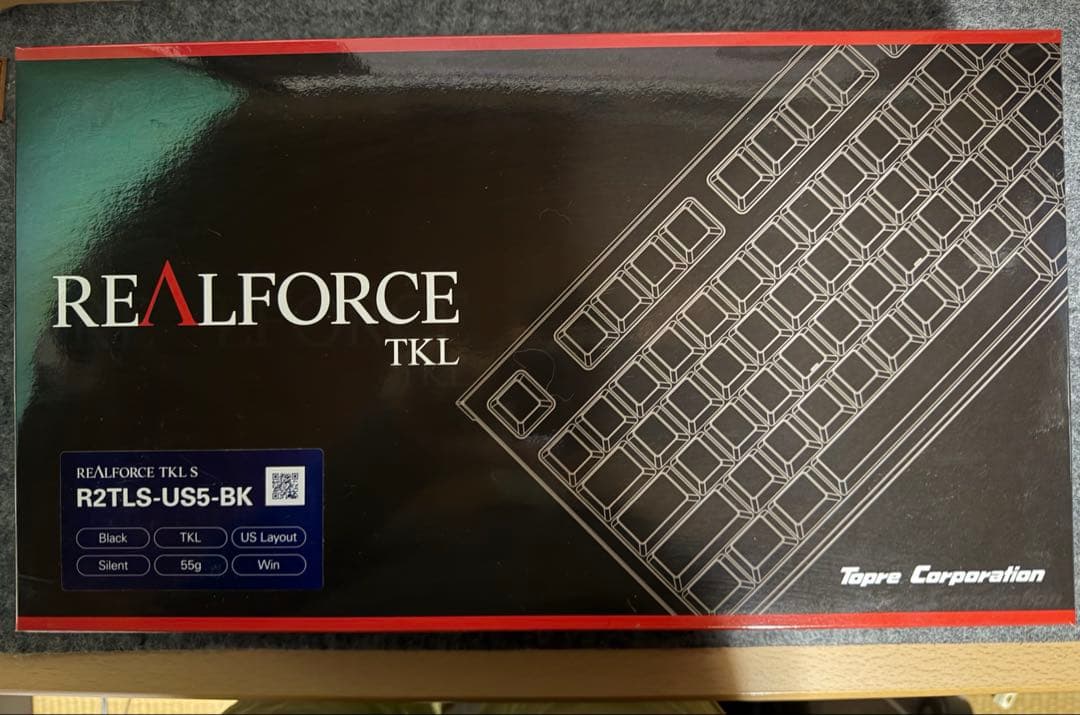 REALFORCE
TKL
REALFORCE TKL S
R2TLS-US5-BK
Black TKL US Layout
Silent 55g Win
Topre Corporation